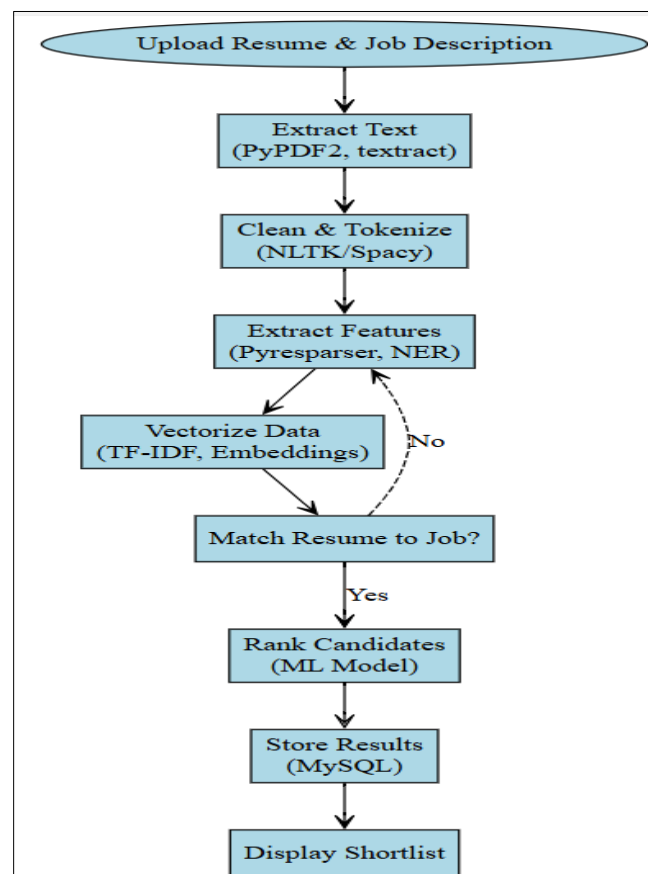 Upload Resume & Job Description
Extract Text
(PyPDF2, textract)
Clean & Tokenize
(NLTK/Spacy)
Extract Features
(Pyresparser, NER)
Vectorize Data
(TF-IDF, Embeddings)
No
Match Resume to Job?
Yes
Rank Candidates
(ML Model)
Store Results
(MySQL)
Display Shortlist